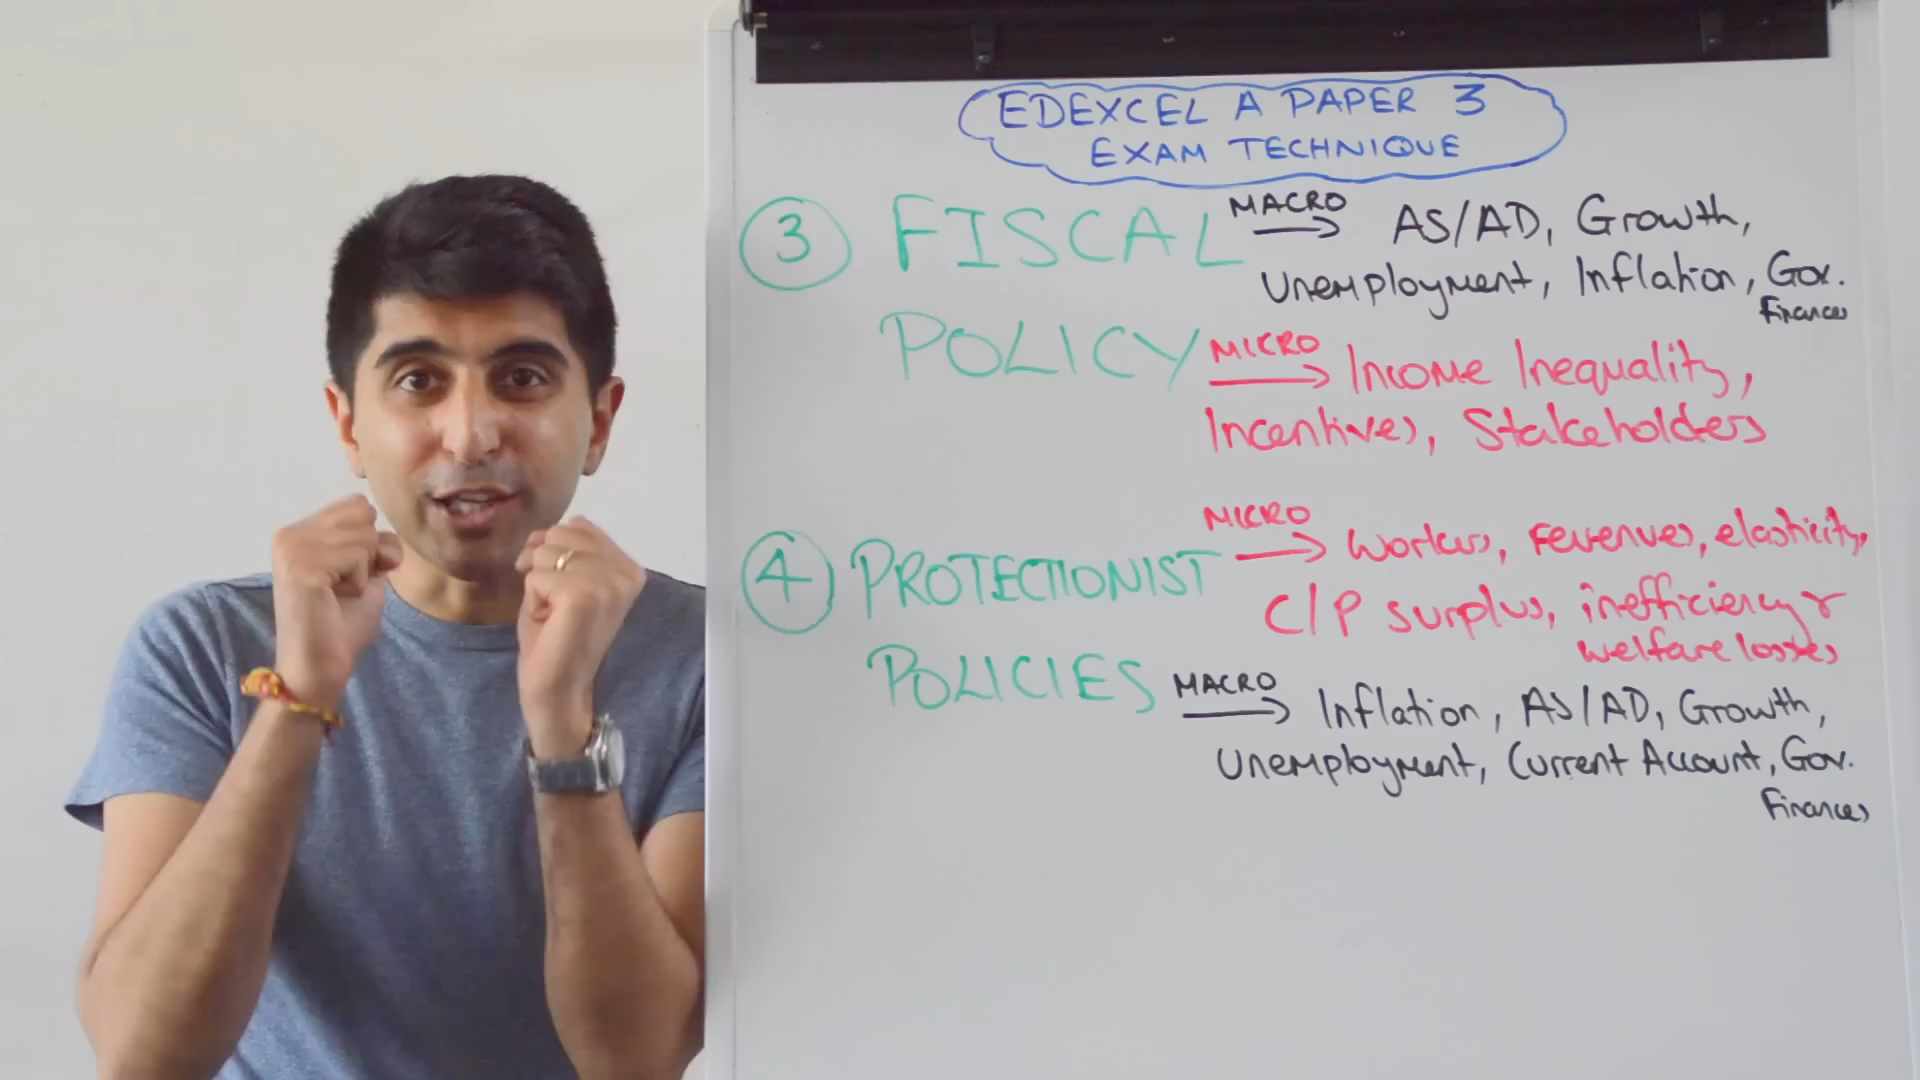 EDEXCEL A PAPER 3
EXAM TECHNIQUE
3 FISCAL MACRO → AS/AD, Growth,
Unemployment, Inflation, Gov.
Finances
POLICY MICRO → Income Inequality,
Incentives, Stakeholders
4 PROTECTIONIST MICRO → Workers, revenues, elasticity,
C/P surplus, inefficiency &
welfare losses
POLICIES MACRO → Inflation, AS/AD, Growth,
Unemployment, Current Account, Gov.
Finances